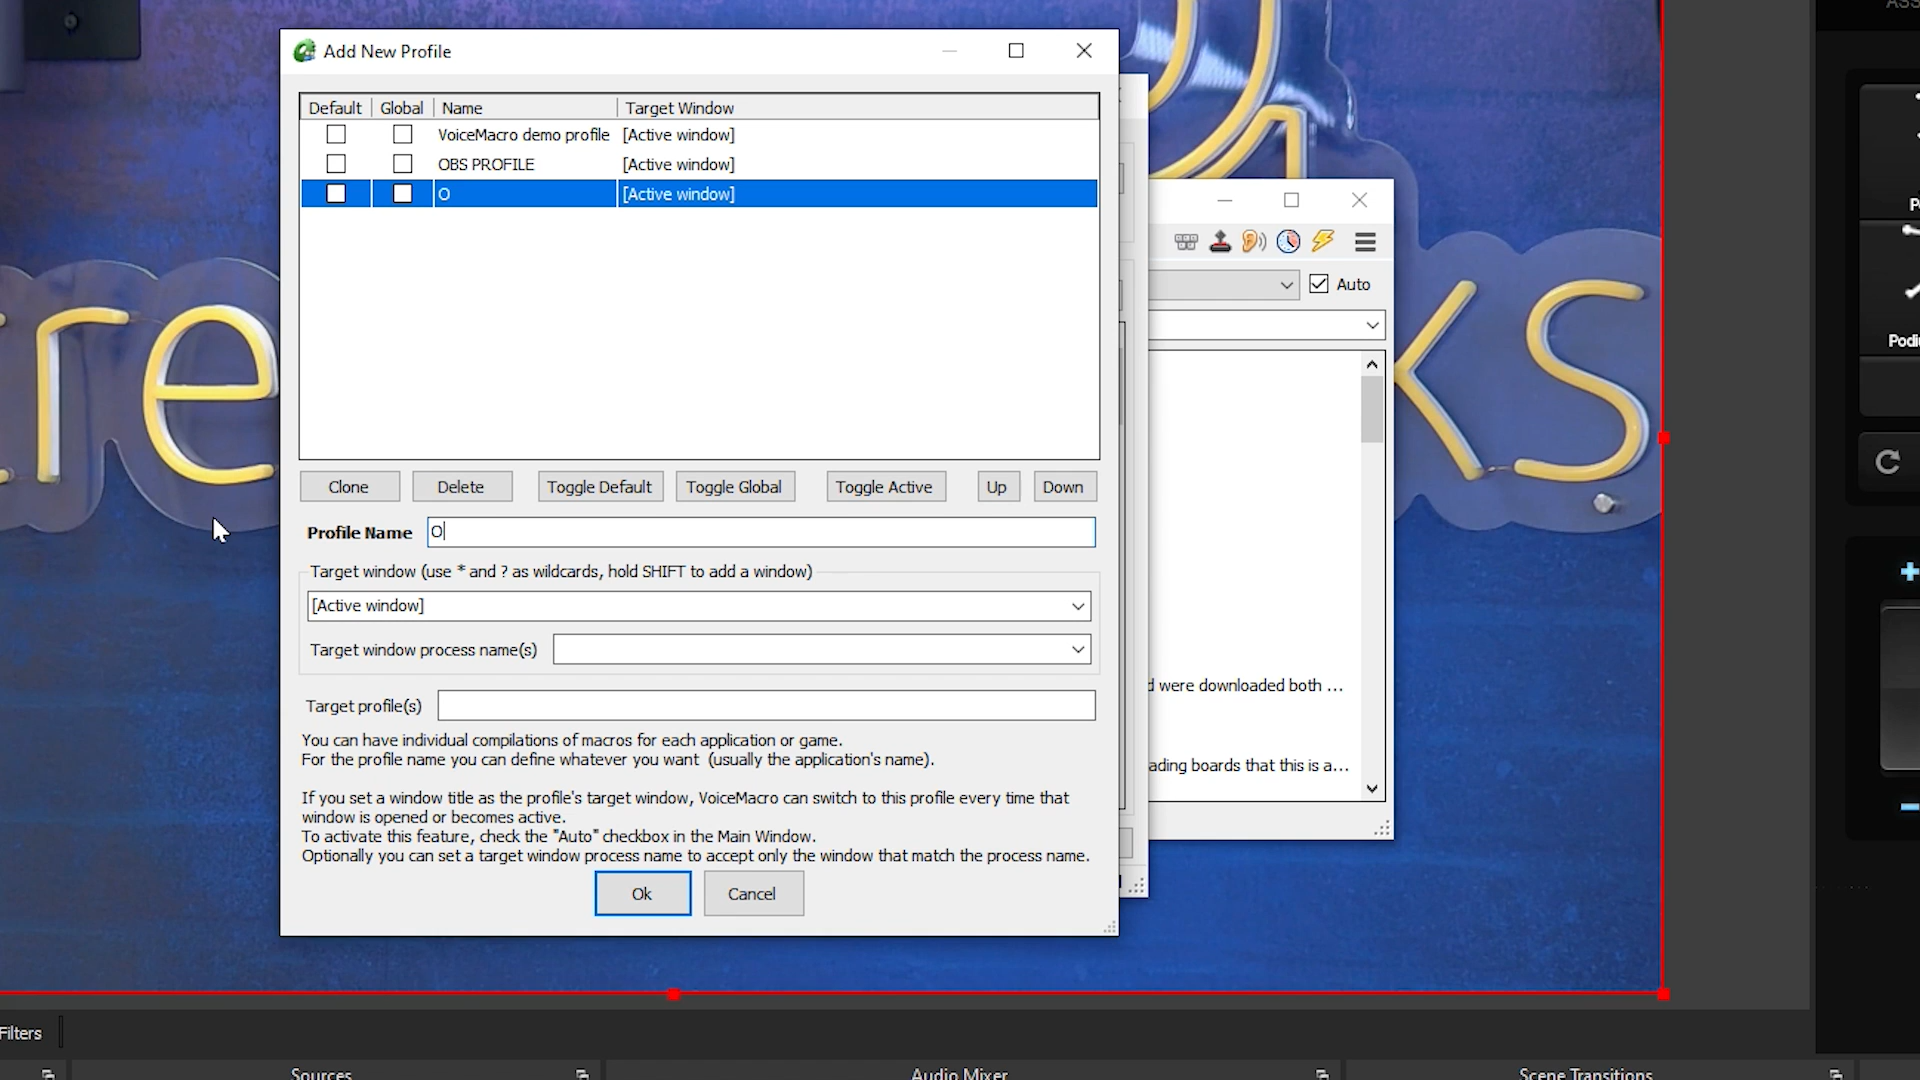 Add New Profile
Default Global Name Target Window
VoiceMacro demo profile [Active window]
OBS PROFILE [Active window]
O [Active window]
Clone Delete Toggle Default Toggle Global Toggle Active Up Down
Profile Name O
Target window (use * and ? as wildcards, hold SHIFT to add a window)
[Active window]
Target window process name(s)
Target profile(s)
You can have individual compilations of macros for each application or game.
For the profile name you can define whatever you want (usually the application's name).
If you set a window title as the profile's target window, VoiceMacro can switch to this profile every time that
window is opened or becomes active.
To activate this feature, check the "Auto" checkbox in the Main Window.
Optionally you can set a target window process name to accept only the window that match the process name.
Ok Cancel
Auto
d were downloaded both ...
ading boards that this is a...
re
ks
Podiu
Filters
Sources Audio Mixer Scene Transitions